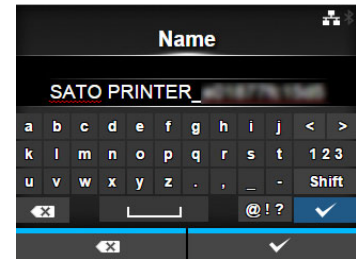 Name
SATO PRINTER_
a b c d e f g h i j < >
k l m n o p q r s t 1 2 3
u v w x y z . , _ - Shift
@ ! ?